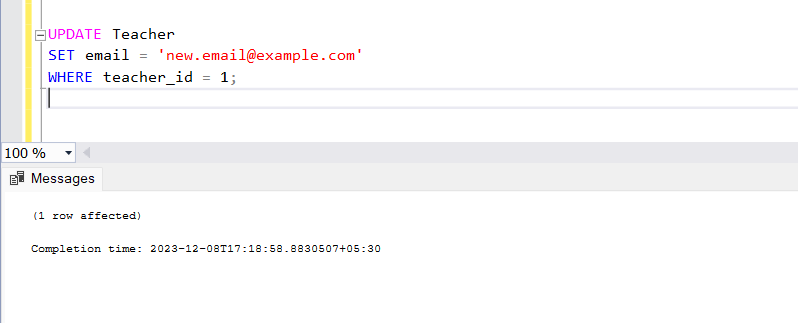 UPDATE Teacher
SET email = 'new.email@example.com'
WHERE teacher_id = 1;
100 %
Messages
(1 row affected)
Completion time: 2023-12-08T17:18:58.8830507+05:30